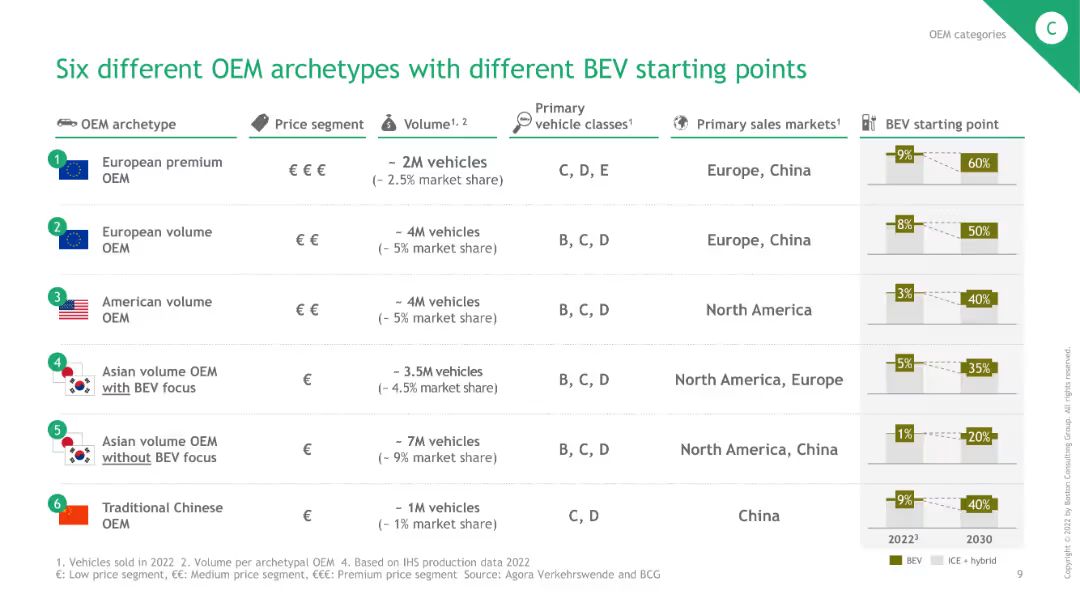 OEM categories
C
Six different OEM archetypes with different BEV starting points
OEM archetype
Price segment
Volume1, 2
Primary
vehicle classes1
Primary sales markets1
BEV starting point
1
European premium
OEM
€ € €
~ 2M vehicles
(~ 2.5% market share)
C, D, E
Europe, China
9%
60%
2
European volume
OEM
€ €
~ 4M vehicles
(~ 5% market share)
B, C, D
Europe, China
8%
50%
3
American volume
OEM
€ €
~ 4M vehicles
(~ 5% market share)
B, C, D
North America
3%
40%
4
Asian volume OEM
with BEV focus
€
~ 3.5M vehicles
(~ 4.5% market share)
B, C, D
North America, Europe
5%
35%
5
Asian volume OEM
without BEV focus
€
~ 7M vehicles
(~ 9% market share)
B, C, D
North America, China
1%
20%
6
Traditional Chinese
OEM
€
~ 1M vehicles
(~ 1% market share)
C, D
China
9%
40%
2022³
2030
BEV
ICE + hybrid
1. Vehicles sold in 2022 2. Volume per archetypal OEM 4. Based on IHS production data 2022
€: Low price segment, €€: Medium price segment, €€€: Premium price segment Source: Agora Verkehrswende and BCG
9
Copyright © 2022 by Boston Consulting Group. All rights reserved.